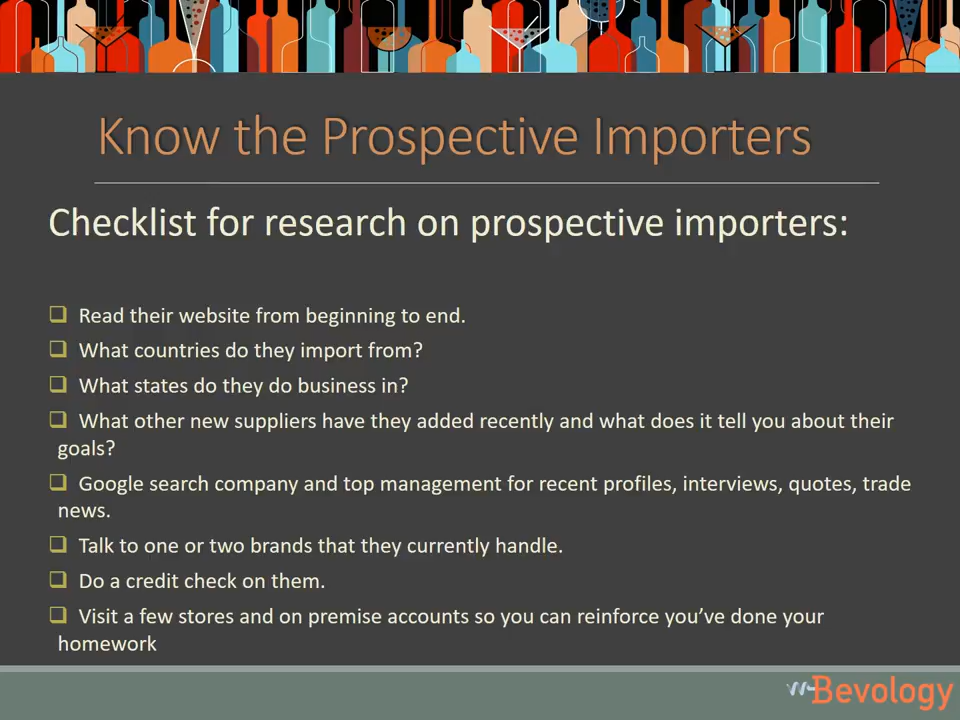 Know the Prospective Importers
Checklist for research on prospective importers:
Read their website from beginning to end.
What countries do they import from?
What states do they do business in?
What other new suppliers have they added recently and what does it tell you about their
goals?
Google search company and top management for recent profiles, interviews, quotes, trade
news.
Talk to one or two brands that they currently handle.
Do a credit check on them.
Visit a few stores and on premise accounts so you can reinforce you’ve done your
homework
Bevology